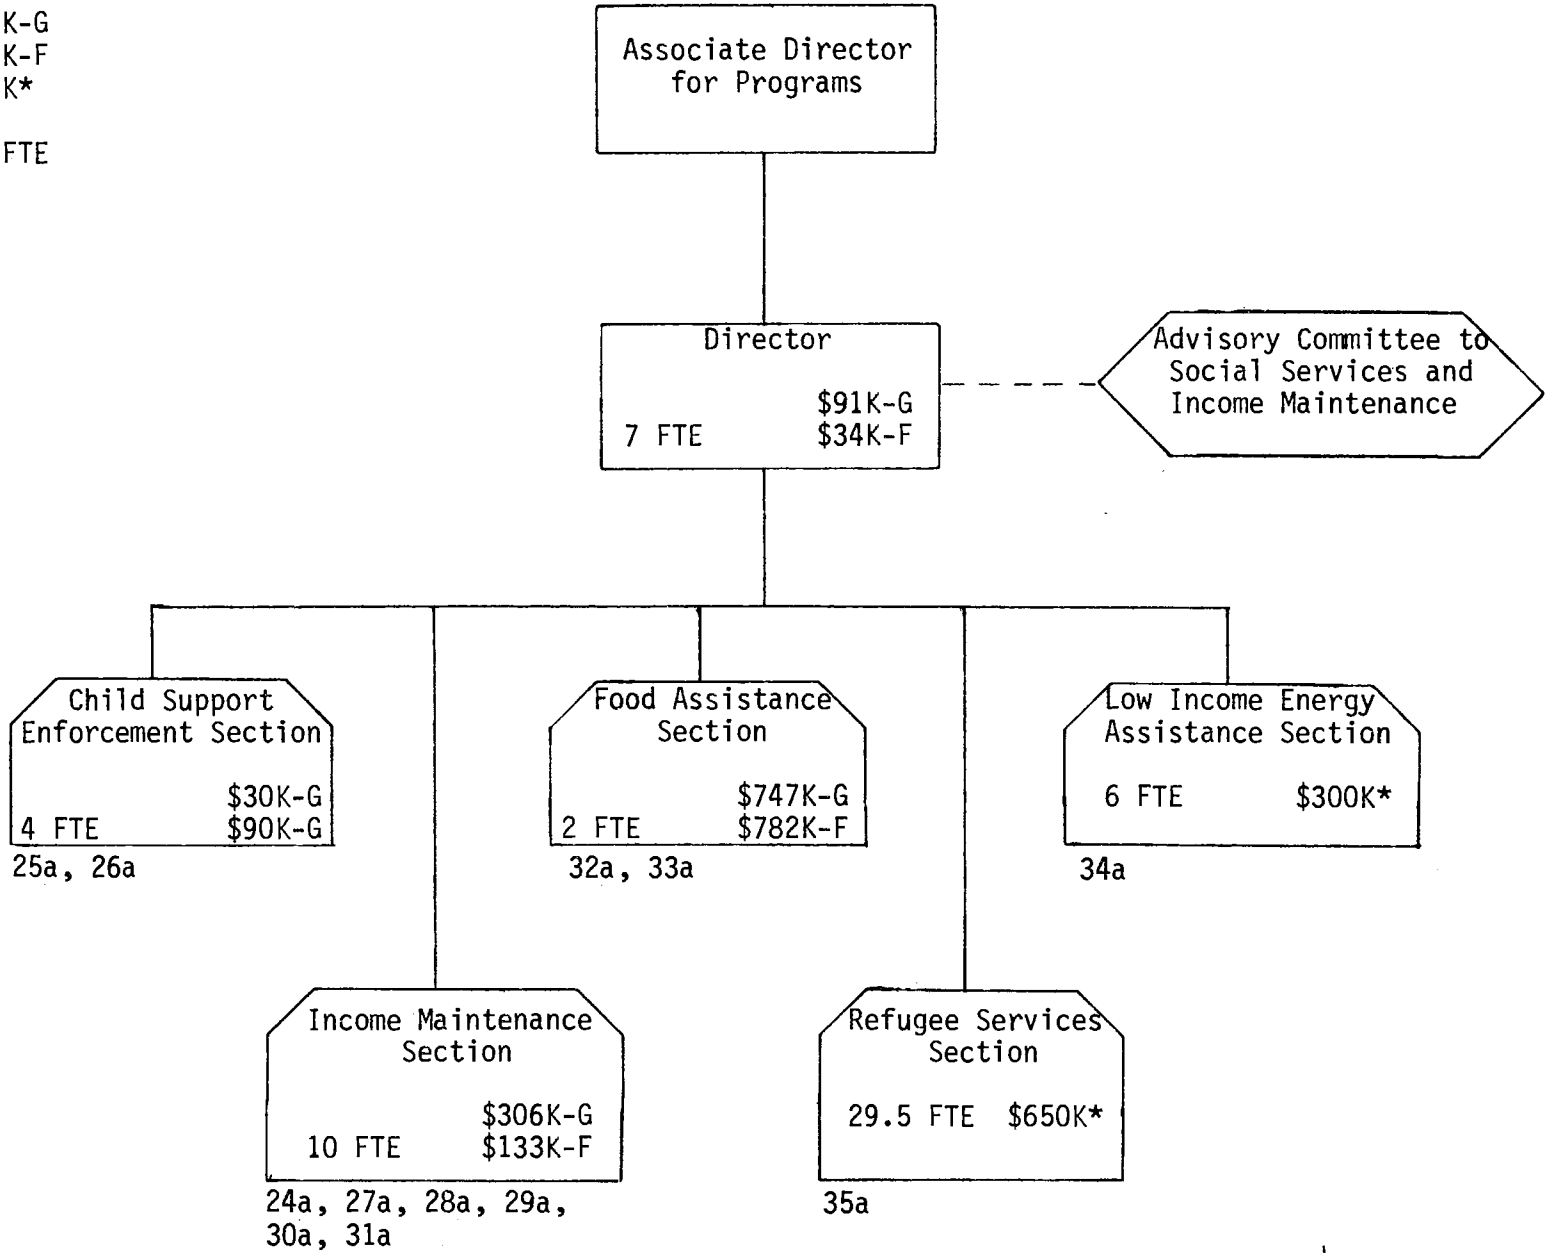 K-G
K-F
K*
FTE
Associate Director
for Programs
Director
$91K-G
7 FTE $34K-F
Advisory Committee to
Social Services and
Income Maintenance
Child Support
Enforcement Section
$30K-G
4 FTE $90K-G
25a, 26a
Food Assistance
Section
$747K-G
2 FTE $782K-F
32a, 33a
Low Income Energy
Assistance Section
6 FTE $300K*
34a
Income Maintenance
Section
$306K-G
10 FTE $133K-F
24a, 27a, 28a, 29a,
30a, 31a
Refugee Services
Section
29.5 FTE $650K*
35a